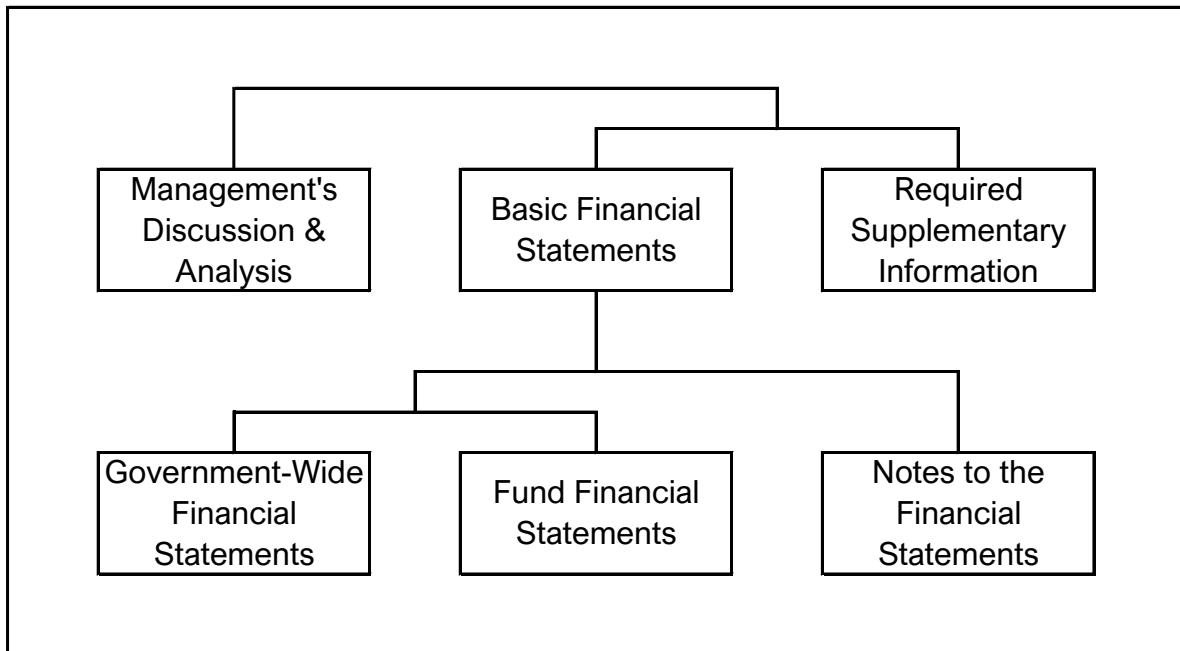 Management's
Discussion &
Analysis
Basic Financial
Statements
Required
Supplementary
Information
Government-Wide
Financial
Statements
Fund Financial
Statements
Notes to the
Financial
Statements